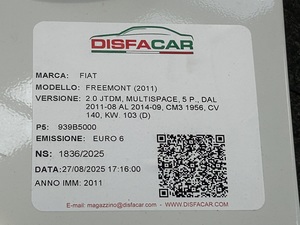 DISFACAR
MARCA: FIAT
MODELLO: FREEMONT (2011)
VERSIONE: 2.0 JTDM, MULTISPACE, 5 P., DAL
2011-08 AL 2014-09, CM3 1956, CV
140, KW. 103 (D)
P5: 939B5000
EMISSIONE: EURO 6
NS: 1836/2025
DATA: 27/08/2025 17:16:00
ANNO IMM: 2011
E-mail: magazzino@disfacar.com - WWW.DISFACAR.COM